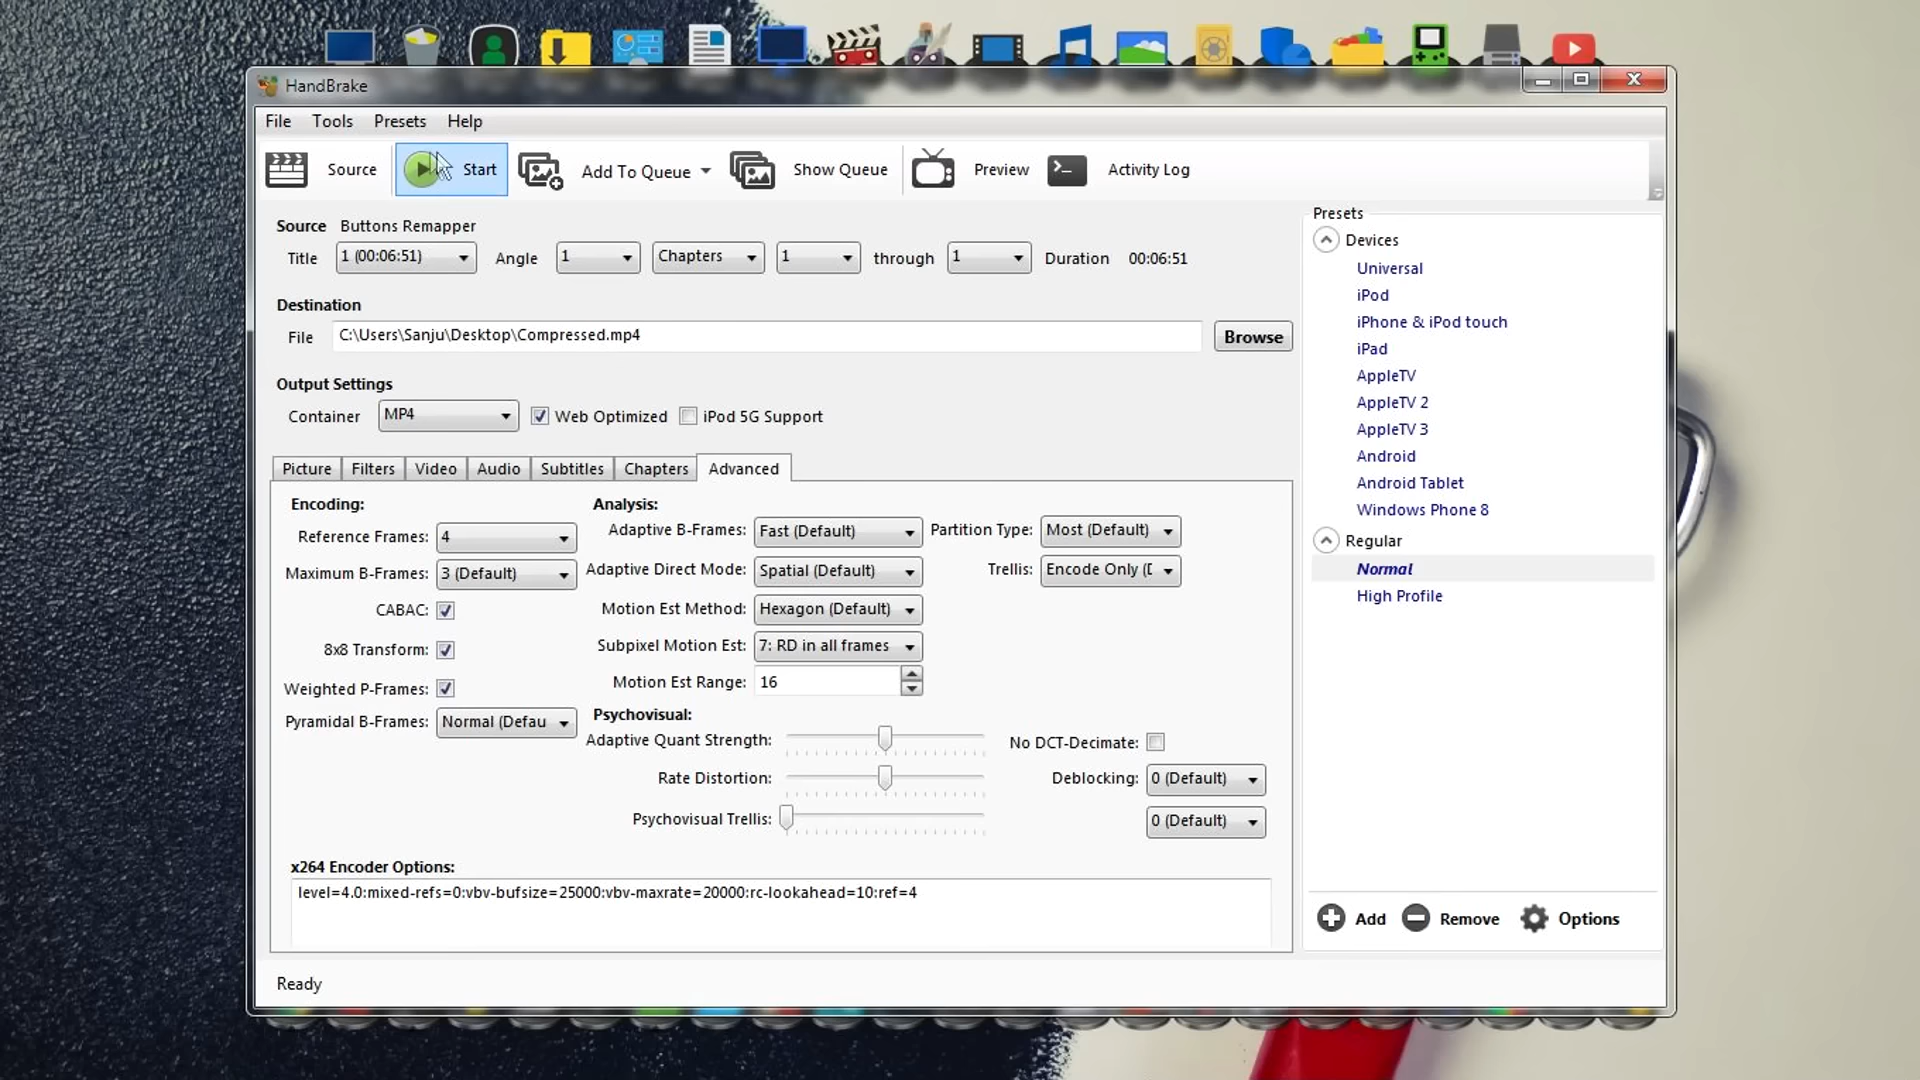 HandBrake
File Tools Presets Help
Source Start Add To Queue Show Queue Preview Activity Log
Source Buttons Remapper
Title 1 (00:06:51) Angle 1 Chapters 1 through 1 Duration 00:06:51
Destination
File C:\Users\Sanju\Desktop\Compressed.mp4 Browse
Output Settings
Container MP4 Web Optimized iPod 5G Support
Picture Filters Video Audio Subtitles Chapters Advanced
Encoding:
Reference Frames: 4
Maximum B-Frames: 3 (Default)
CABAC:
8x8 Transform:
Weighted P-Frames:
Pyramidal B-Frames: Normal (Defau
Analysis:
Adaptive B-Frames: Fast (Default)
Adaptive Direct Mode: Spatial (Default)
Motion Est Method: Hexagon (Default)
Subpixel Motion Est: 7: RD in all frames
Motion Est Range: 16
Partition Type: Most (Default)
Trellis: Encode Only (D
Psychovisual:
Adaptive Quant Strength:
Rate Distortion:
Psychovisual Trellis:
No DCT-Decimate:
Deblocking: 0 (Default)
0 (Default)
x264 Encoder Options:
level=4.0:mixed-refs=0:vbv-bufsize=25000:vbv-maxrate=20000:rc-lookahead=10:ref=4
Presets
Devices
Universal
iPod
iPhone & iPod touch
iPad
AppleTV
AppleTV 2
AppleTV 3
Android
Android Tablet
Windows Phone 8
Regular
Normal
High Profile
Add Remove Options
Ready